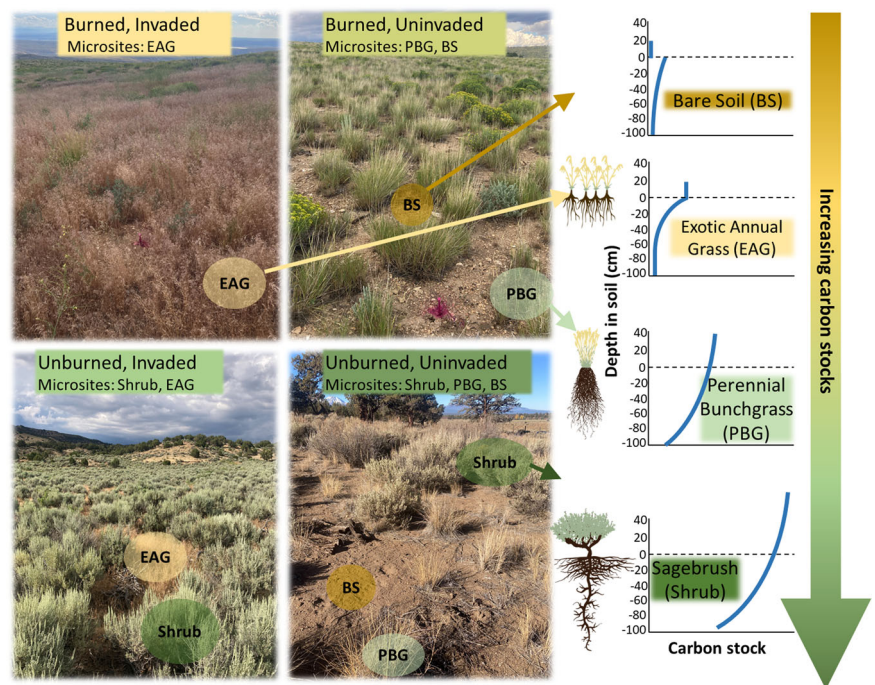 Burned, Invaded
Microsites: EAG
Burned, Uninvaded
Microsites: PBG, BS
BS
EAG
PBG
Unburned, Invaded
Microsites: Shrub, EAG
Unburned, Uninvaded
Microsites: Shrub, PBG, BS
Shrub
EAG
BS
Shrub
PBG
Depth in soil (cm)
40
20
0
-20
-40
-60
-80
-100
Bare Soil (BS)
40
20
0
-20
-40
-60
-80
-100
Exotic Annual
Grass (EAG)
40
20
0
-20
-40
-60
-80
-100
Perennial
Bunchgrass
(PBG)
40
20
0
-20
-40
-60
-80
-100
Sagebrush
(Shrub)
Carbon stock
Increasing carbon stocks